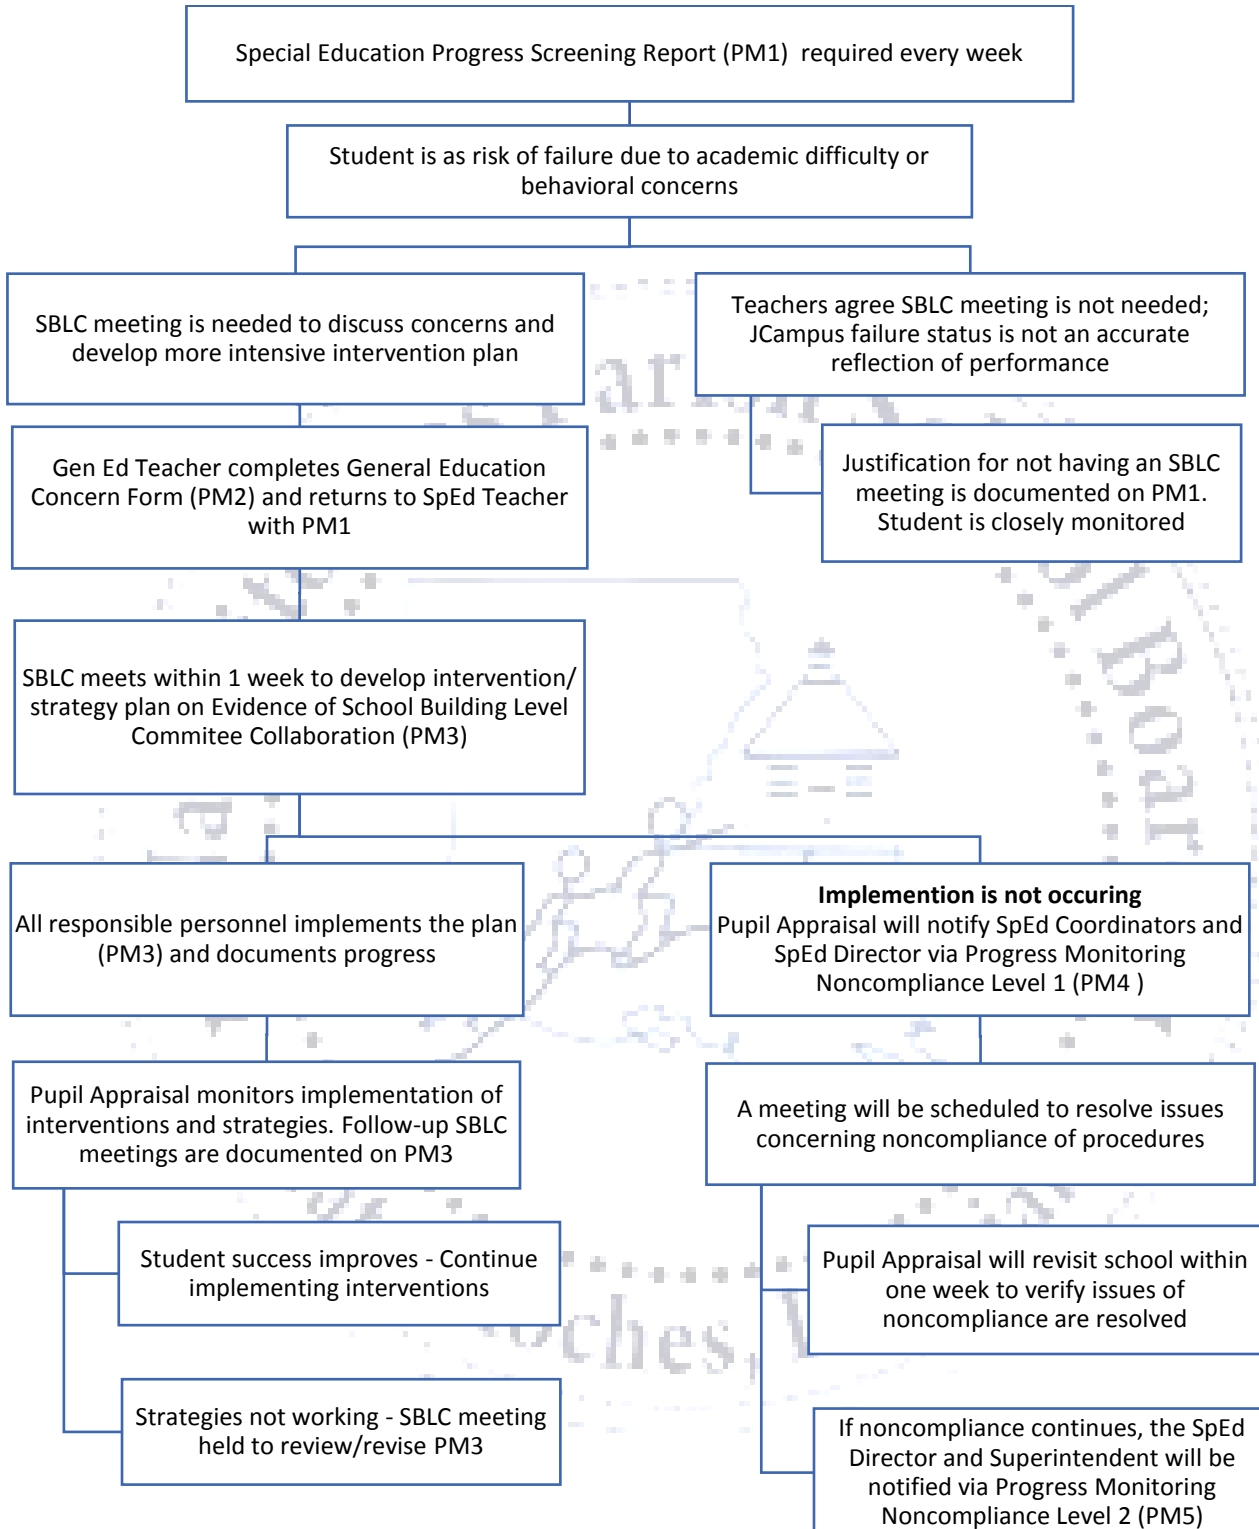 Special Education Progress Screening Report (PM1)  required every week
Student is as risk of failure due to academic difficulty or
behavioral concerns
SBLC meeting is needed to discuss concerns and
develop more intensive intervention plan
Teachers agree SBLC meeting is not needed;
JCampus failure status is not an accurate
reflection of performance
Gen Ed Teacher completes General Education
Concern Form (PM2) and returns to SpEd Teacher
with PM1
Justification for not having an SBLC
meeting is documented on PM1.
Student is closely monitored
SBLC meets within 1 week to develop intervention/
strategy plan on Evidence of School Building Level
Commitee Collaboration (PM3)
All responsible personnel implements the plan
(PM3) and documents progress
Implemention is not occuring
Pupil Appraisal will notify SpEd Coordinators and
SpEd Director via Progress Monitoring
Noncompliance Level 1 (PM4 )
Pupil Appraisal monitors implementation of
interventions and strategies. Follow-up SBLC
meetings are documented on PM3
A meeting will be scheduled to resolve issues
concerning noncompliance of procedures
Student success improves - Continue
implementing interventions
Pupil Appraisal will revisit school within
one week to verify issues of
noncompliance are resolved
Strategies not working - SBLC meeting
held to review/revise PM3
If noncompliance continues, the SpEd
Director and Superintendent will be
notified via Progress Monitoring
Noncompliance Level 2 (PM5)